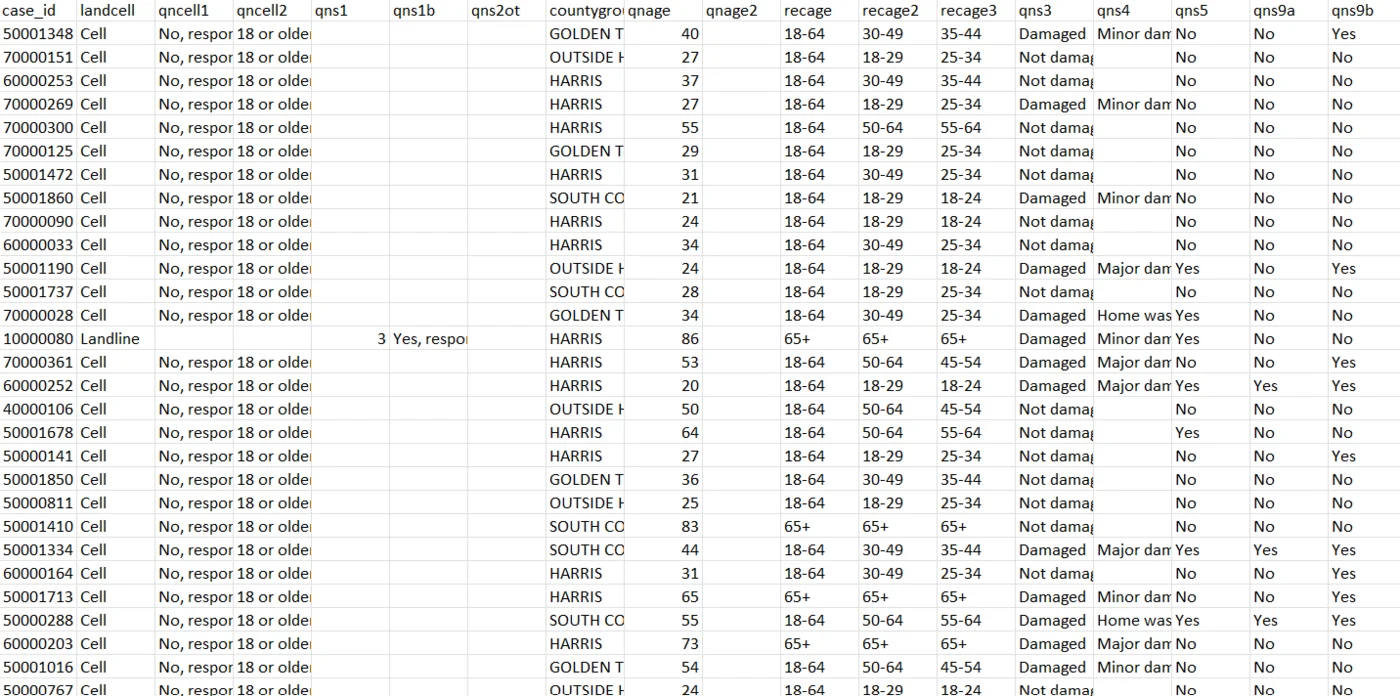 case_id landcell qncell1 qncell2 qns1 qns1b qns2ot countygrou qnage qnage2 recage recage2 recage3 qns3 qns4 qns5 qns9a qns9b
50001348 Cell No, respor 18 or older GOLDEN T 40 18-64 30-49 35-44 Damaged Minor dam No No Yes
70000151 Cell No, respor 18 or older OUTSIDE H 27 18-64 18-29 25-34 Not damag No No No
60000253 Cell No, respor 18 or older HARRIS 37 18-64 30-49 35-44 Not damag No No No
70000269 Cell No, respor 18 or older HARRIS 27 18-64 18-29 25-34 Damaged Minor dam No No No
70000300 Cell No, respor 18 or older HARRIS 55 18-64 50-64 55-64 Not damag No No No
70000125 Cell No, respor 18 or older GOLDEN T 29 18-64 18-29 25-34 Not damag No No No
50001472 Cell No, respor 18 or older HARRIS 31 18-64 30-49 25-34 Not damag No No No
50001860 Cell No, respor 18 or older SOUTH CO 21 18-64 18-29 18-24 Damaged Minor dam No No No
70000090 Cell No, respor 18 or older HARRIS 24 18-64 18-29 18-24 Not damag No No No
60000033 Cell No, respor 18 or older HARRIS 34 18-64 30-49 25-34 Not damag No No No
50001190 Cell No, respor 18 or older OUTSIDE H 24 18-64 18-29 18-24 Damaged Major dam Yes No Yes
50001737 Cell No, respor 18 or older SOUTH CO 28 18-64 18-29 25-34 Not damag No No No
70000028 Cell No, respor 18 or older GOLDEN T 34 18-64 30-49 25-34 Damaged Home was Yes No No
10000080 Landline 3 Yes, respor HARRIS 86 65+ 65+ 65+ Damaged Minor dam Yes No No
70000361 Cell No, respor 18 or older HARRIS 53 18-64 50-64 45-54 Damaged Major dam No No Yes
60000252 Cell No, respor 18 or older HARRIS 20 18-64 18-29 18-24 Damaged Major dam Yes Yes Yes
40000106 Cell No, respor 18 or older OUTSIDE H 50 18-64 50-64 45-54 Not damag No No No
50001678 Cell No, respor 18 or older HARRIS 64 18-64 50-64 55-64 Not damag Yes No No
50000141 Cell No, respor 18 or older HARRIS 27 18-64 18-29 25-34 Not damag No No Yes
50001850 Cell No, respor 18 or older GOLDEN T 36 18-64 30-49 35-44 Not damag No No No
50000811 Cell No, respor 18 or older OUTSIDE H 25 18-64 18-29 25-34 Not damag No No No
50001410 Cell No, respor 18 or older SOUTH CO 83 65+ 65+ 65+ Not damag No No No
50001334 Cell No, respor 18 or older SOUTH CO 44 18-64 30-49 35-44 Damaged Major dam Yes Yes Yes
60000164 Cell No, respor 18 or older HARRIS 31 18-64 30-49 25-34 Not damag No No Yes
50001713 Cell No, respor 18 or older HARRIS 65 65+ 65+ 65+ Damaged Minor dam No No Yes
50000288 Cell No, respor 18 or older SOUTH CO 55 18-64 50-64 55-64 Damaged Home was Yes Yes Yes
60000203 Cell No, respor 18 or older HARRIS 73 65+ 65+ 65+ Damaged Major dam No No No
50001016 Cell No, respor 18 or older GOLDEN T 54 18-64 50-64 45-54 Damaged Minor dam No No No
50000767 Cell No, respor 18 or older OUTSIDE H 24 18-64 18-29 18-24 Not damag No No No